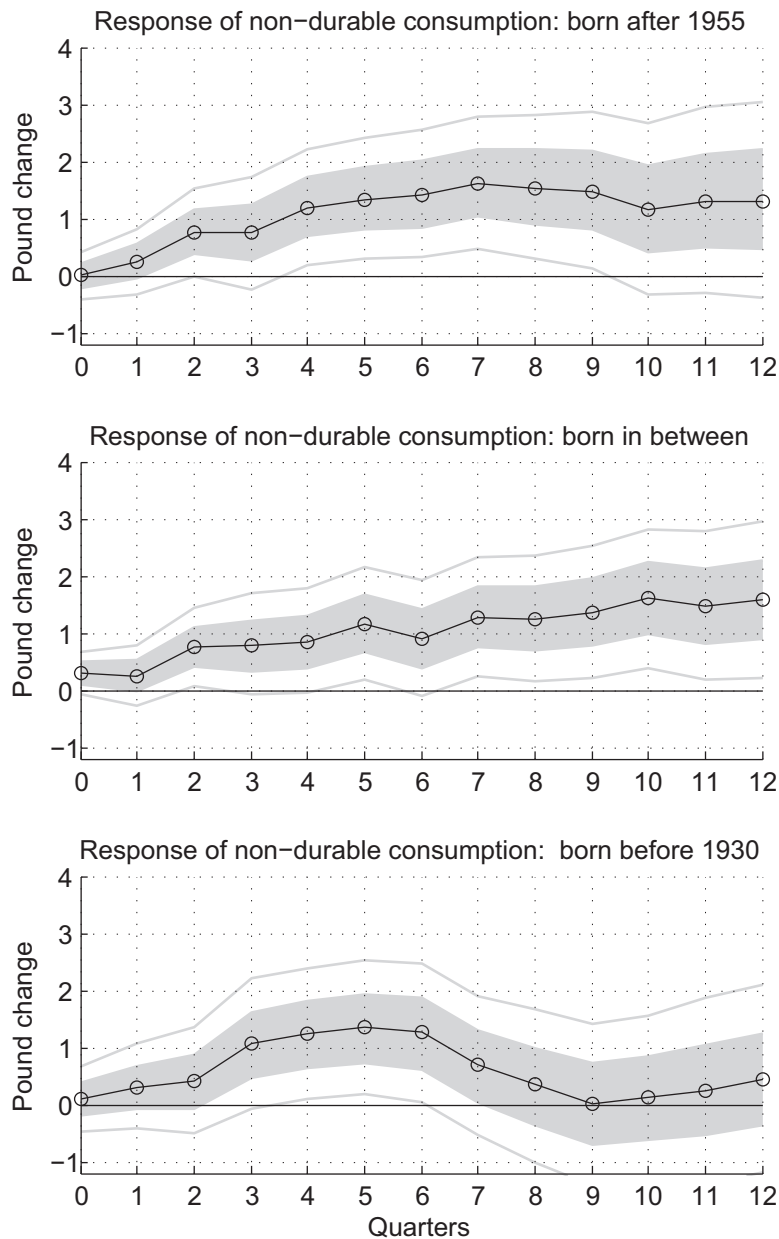 Response of non−durable consumption: born after 1955
4
3
2
1
0
−1
Pound change
0 1 2 3 4 5 6 7 8 9 10 11 12
Response of non−durable consumption: born in between
4
3
2
1
0
−1
Pound change
0 1 2 3 4 5 6 7 8 9 10 11 12
Response of non−durable consumption: born before 1930
4
3
2
1
0
−1
Pound change
0 1 2 3 4 5 6 7 8 9 10 11 12
Quarters